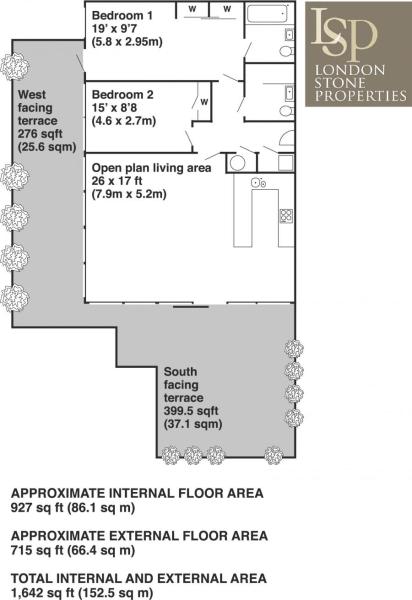 Bedroom 1
19' x 9'7
(5.8 x 2.95m)
W
W
LSP
LONDON
STONE
PROPERTIES
West
facing
terrace
276 sqft
(25.6 sqm)
Bedroom 2
15' x 8'8
(4.6 x 2.7m)
W
Open plan living area
26 x 17 ft
(7.9m x 5.2m)
South
facing
terrace
399.5 sqft
(37.1 sqm)
APPROXIMATE INTERNAL FLOOR AREA
927 sq ft (86.1 sq m)
APPROXIMATE EXTERNAL FLOOR AREA
715 sq ft (66.4 sq m)
TOTAL INTERNAL AND EXTERNAL AREA
1,642 sq ft (152.5 sq m)